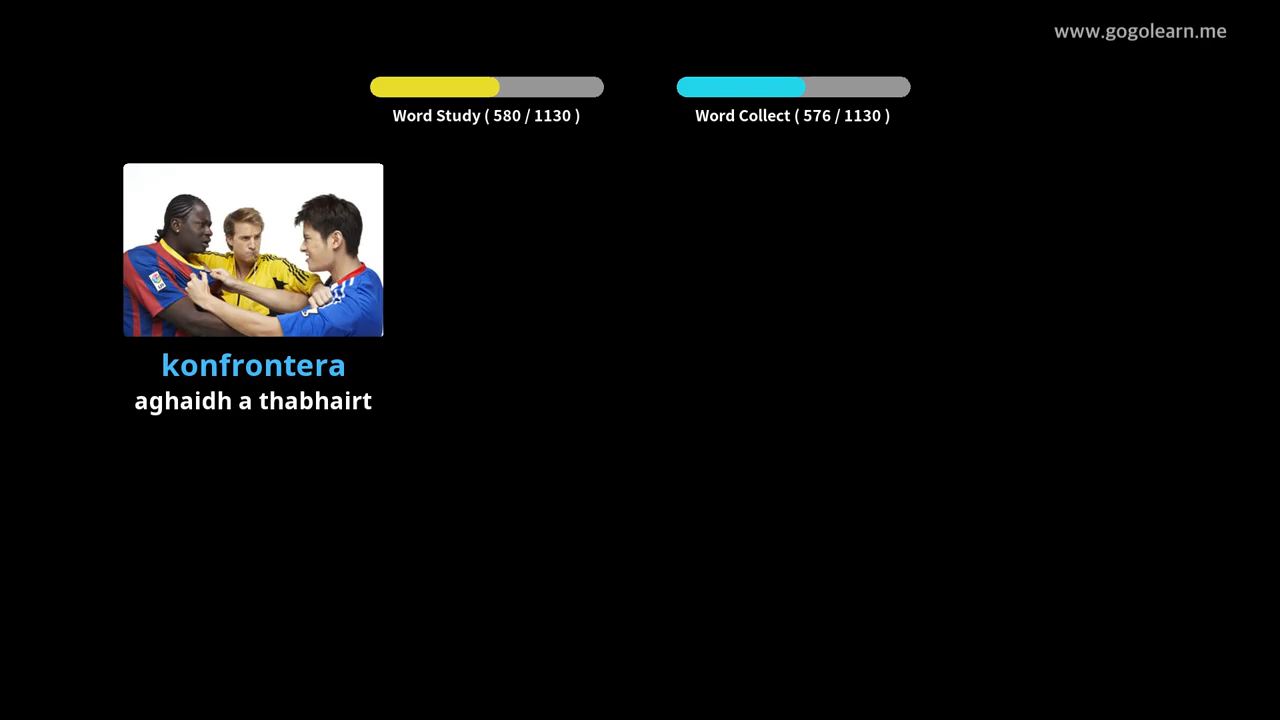 www.gogolearn.me
Word Study ( 580 / 1130 )
Word Collect ( 576 / 1130 )
konfrontera
aghaidh a thabhairt